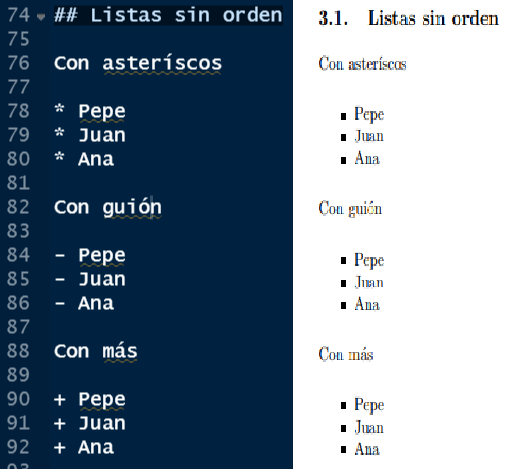 74 ## Listas sin orden
75
76 Con asteríscos
77
78 * Pepe
79 * Juan
80 * Ana
81
82 Con guión
83
84 - Pepe
85 - Juan
86 - Ana
87
88 Con más
89
90 + Pepe
91 + Juan
92 + Ana
3.1. Listas sin orden
Con asteríscos
▪ Pepe
▪ Juan
▪ Ana
Con guión
▪ Pepe
▪ Juan
▪ Ana
Con más
▪ Pepe
▪ Juan
▪ Ana